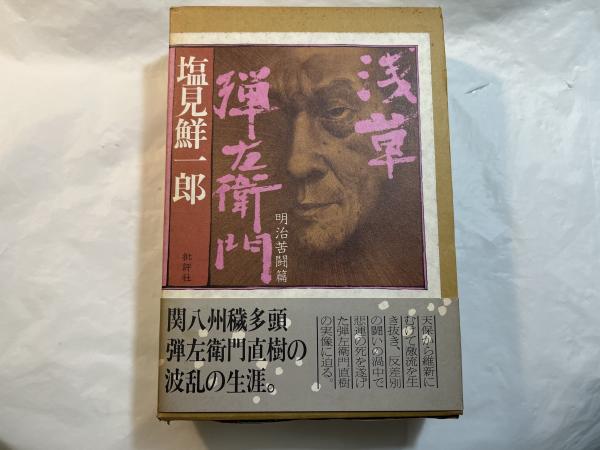 浅草
弾左衛門
明治苦闘篇
塩見鮮一郎
批評社
関八州穢多頭
弾左衛門直樹の
波乱の生涯。
天保から維新に
むけて激流を生
き抜き、反差別
の闘いの渦中で
悲運の死を遂げ
た弾左衛門直樹
の実像に迫る。